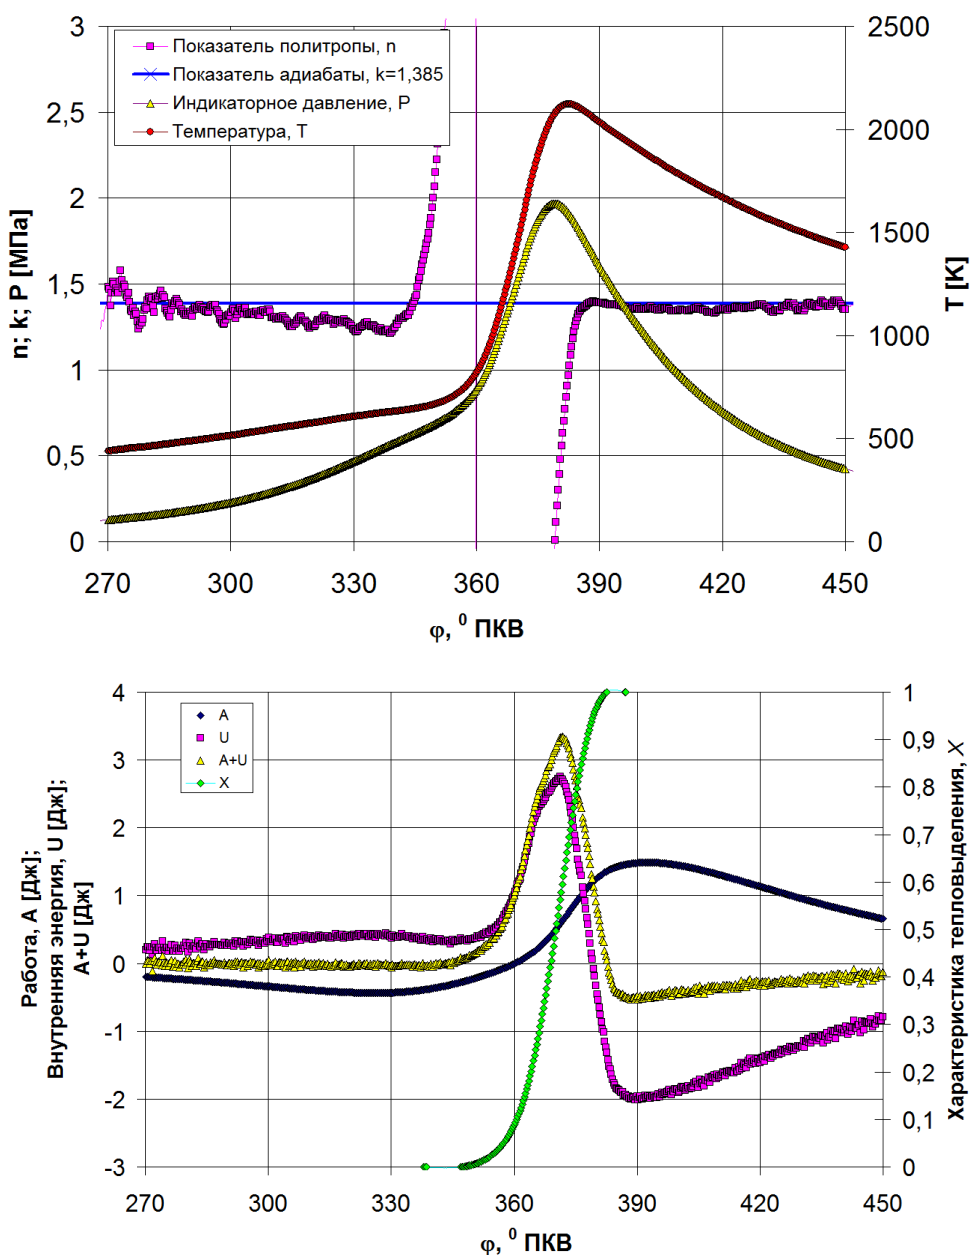 3
2,5
2
1,5
1
0,5
0
n; k; P [МПа]
Показатель политропы, n
Показатель адиабаты, k=1,385
Индикаторное давление, P
Температура, T
2500
2000
1500
1000
500
0
T [K]
270 300 330 360 390 420 450
φ, ⁰ ПКВ
4
3
2
1
0
-1
-2
-3
Работа, А [Дж];
Внутренняя энергия, U [Дж];
A+U [Дж]
A
U
A+U
X
1
0,9
0,8
0,7
0,6
0,5
0,4
0,3
0,2
0,1
0
Характеристика тепловыделения, X
270 300 330 360 390 420 450
φ, ⁰ ПКВ